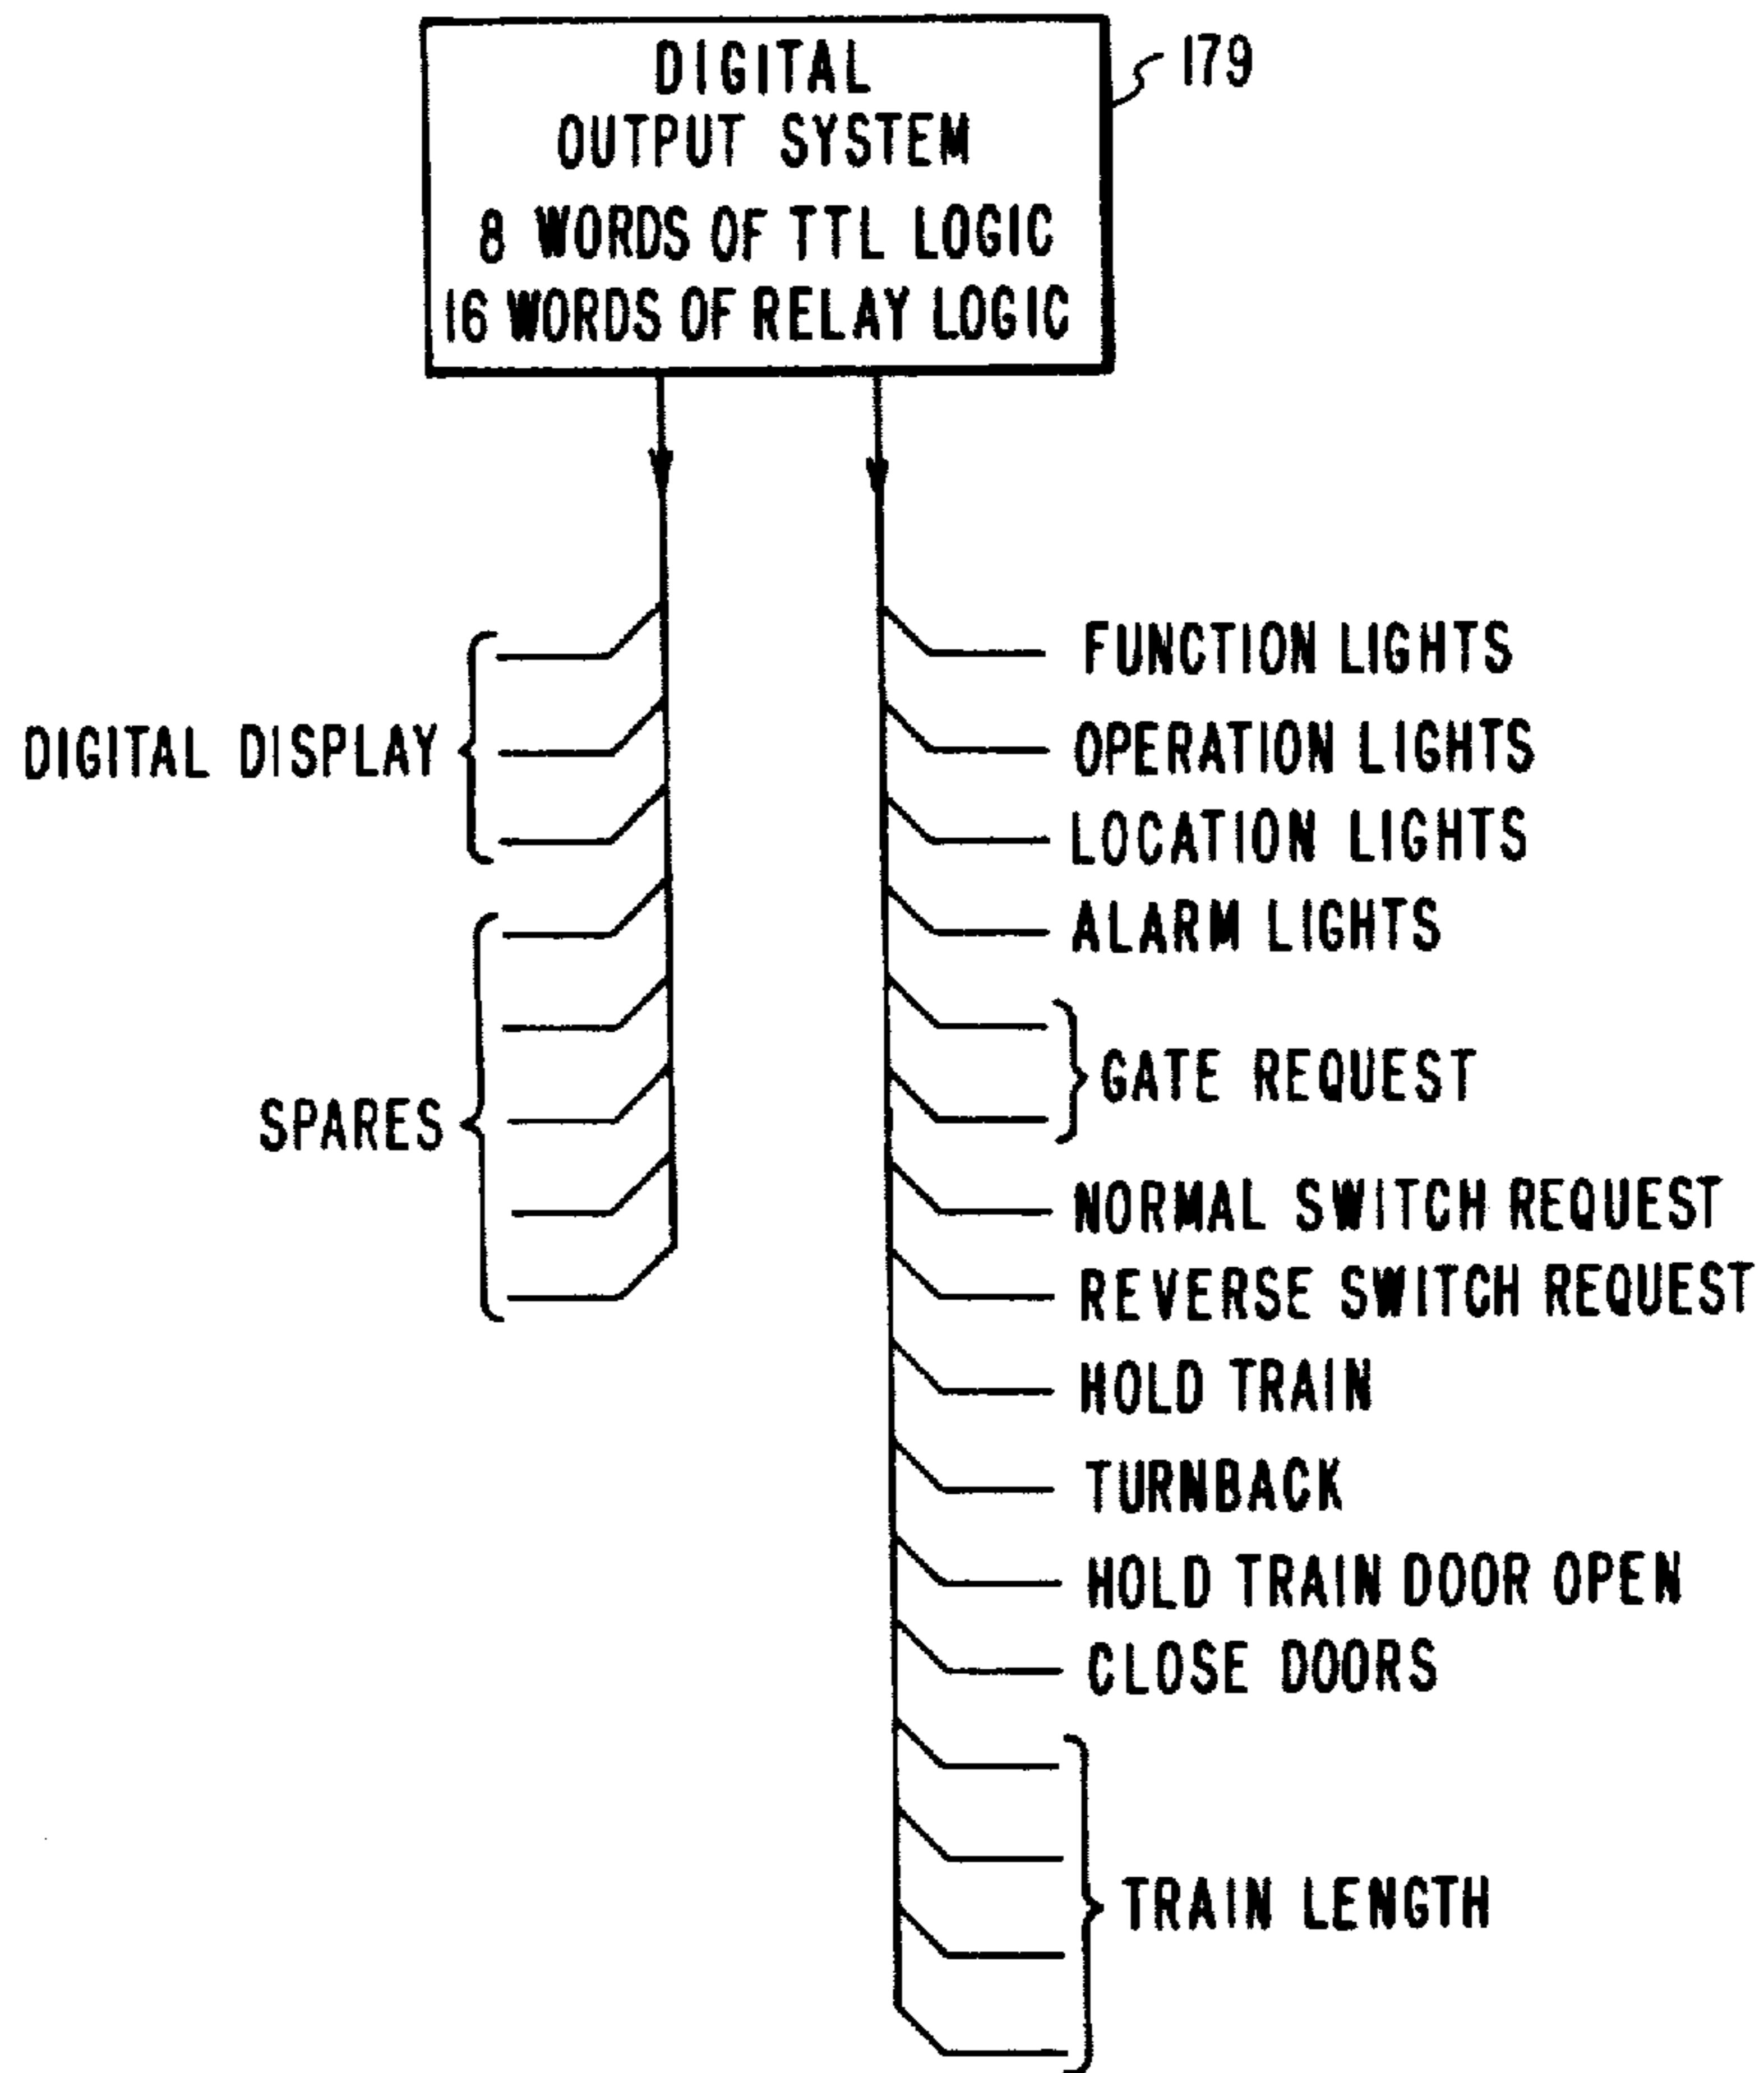 DIGITAL
OUTPUT SYSTEM
8 WORDS OF TTL LOGIC
16 WORDS OF RELAY LOGIC
179
DIGITAL DISPLAY
SPARES
FUNCTION LIGHTS
OPERATION LIGHTS
LOCATION LIGHTS
ALARM LIGHTS
GATE REQUEST
NORMAL SWITCH REQUEST
REVERSE SWITCH REQUEST
HOLD TRAIN
TURNBACK
HOLD TRAIN DOOR OPEN
CLOSE DOORS
TRAIN LENGTH